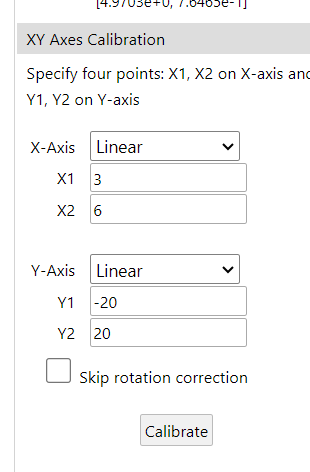 [4.9703e+0, 7.6465e-1]
XY Axes Calibration
Specify four points: X1, X2 on X-axis and
Y1, Y2 on Y-axis
X-Axis Linear
X1 3
X2 6
Y-Axis Linear
Y1 -20
Y2 20
Skip rotation correction
Calibrate